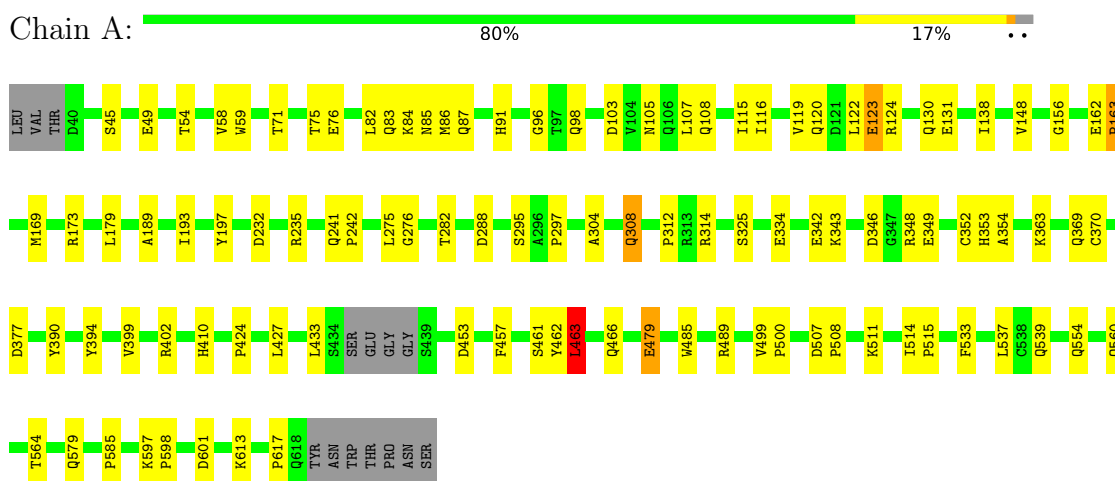 Chain A:
80% 17% • •
LEU VAL THR D40 S45 E49 T54 V58 W59 T71 T75 E76 L82 Q83 K84 N85 M86 Q87 H91 G96 T97 Q98 D103 V104 N105 Q106 L107 Q108 I115 I116 V119 Q120 D121 L122 E123 R124 Q130 E131 I138 V148 G156 E162
M169 R173 L179 A189 I193 Y197 D232 R235 Q241 P242 L275 G276 T282 D288 S295 A296 P297 A304 Q308 P312 R313 R314 S325 E334 E342 K343 D346 G347 R348 E349 C352 H353 A354 K363 Q369 C370
D377 Y390 Y394 V399 R402 H410 P424 L427 L433 S434 SER GLU GLY GLY S439 D453 F457 S461 Y462 L463 Q466 E479 W485 R489 V499 P500 D507 P508 K511 I514 P515 F533 L537 C538 Q539 Q554
T564 Q579 P585 K597 P598 D601 K613 P617 Q618 TYR ASN TRP THR PRO ASN SER